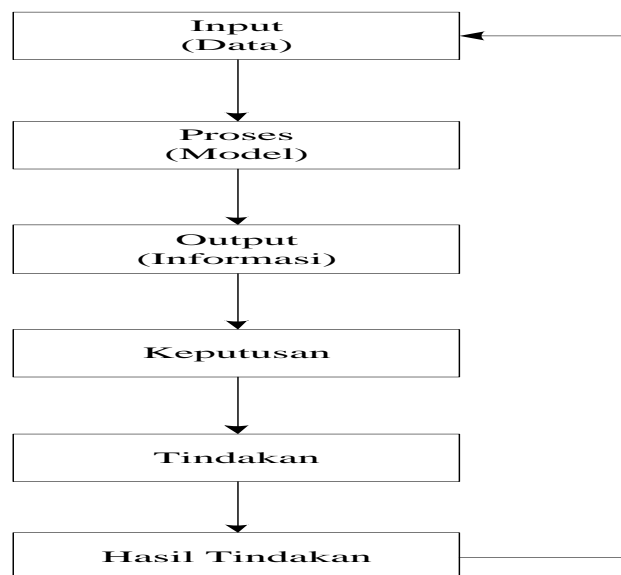 Input
(Data)
Proses
(Model)
Output
(Informasi)
Keputusan
Tindakan
Hasil Tindakan